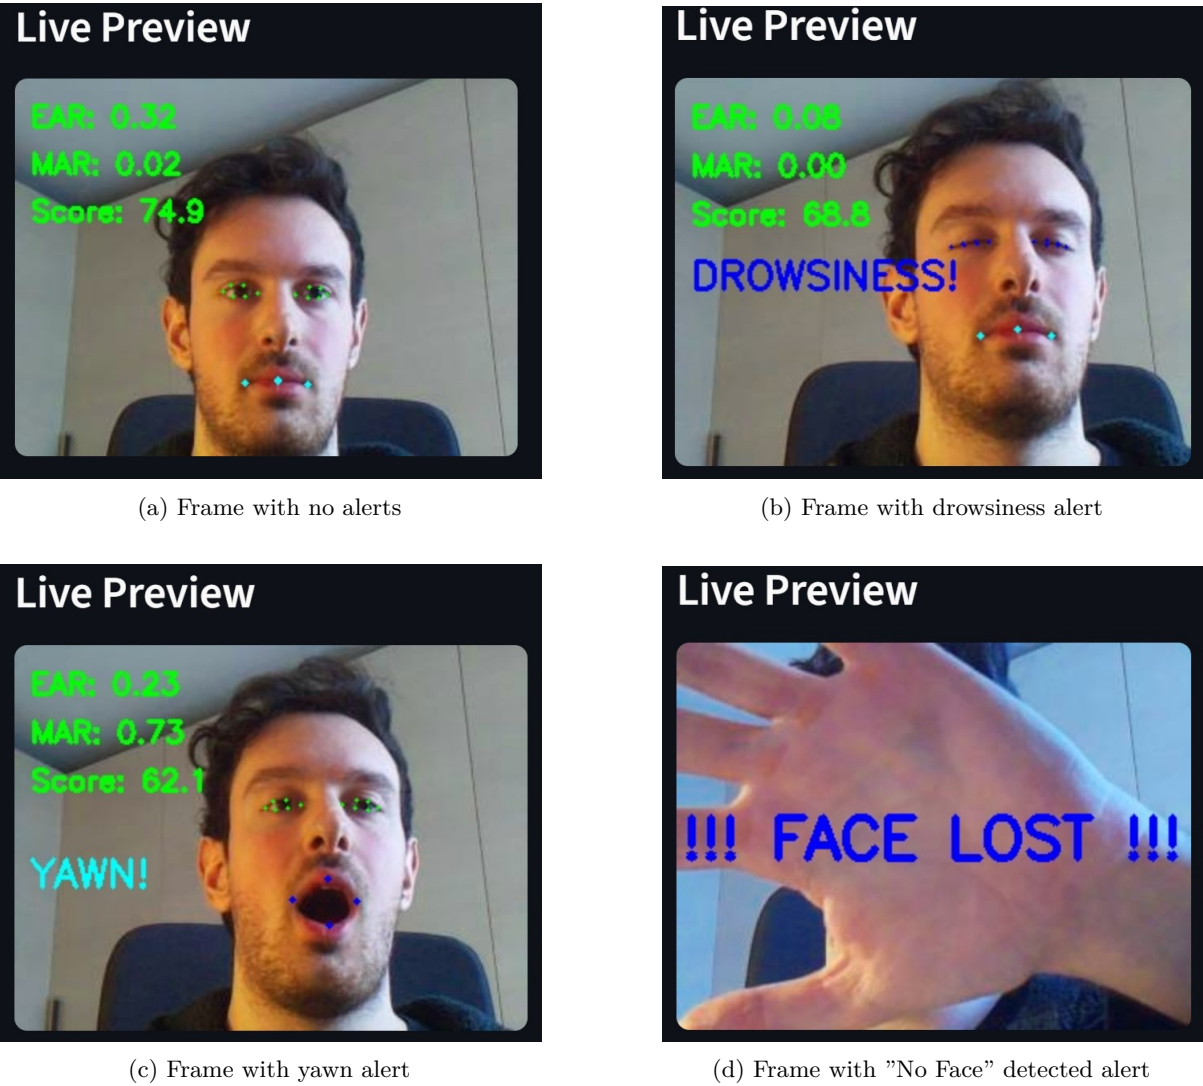 Live Preview
EAR: 0.32
MAR: 0.02
Score: 74.9
(a) Frame with no alerts
Live Preview
EAR: 0.08
MAR: 0.00
Score: 68.8
DROWSINESS!
(b) Frame with drowsiness alert
Live Preview
EAR: 0.23
MAR: 0.73
Score: 62.1
YAWN!
(c) Frame with yawn alert
Live Preview
!!! FACE LOST !!!
(d) Frame with ”No Face” detected alert